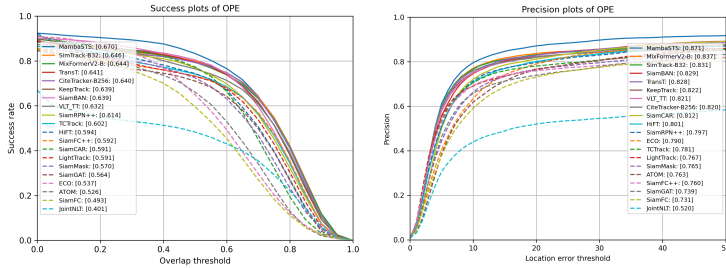 Success plots of OPE
Success rate
1.0
0.8
0.6
0.4
0.2
0.0
MambaSTS: [0.670]
SimTrack-B32: [0.646]
MixFormerV2-B: [0.644]
TransT: [0.641]
CiteTracker-B256: [0.640]
KeepTrack: [0.639]
SiamBAN: [0.639]
VLT_TT: [0.632]
SiamRPN++: [0.614]
TCTrack: [0.602]
HiFT: [0.594]
SiamFC++: [0.592]
SiamCAR: [0.591]
LightTrack: [0.591]
SiamMask: [0.570]
SiamGAT: [0.564]
ECO: [0.537]
ATOM: [0.526]
SiamFC: [0.493]
JointNLT: [0.401]
0.0 0.2 0.4 0.6 0.8 1.0
Overlap threshold
Precision plots of OPE
Precision
1.0
0.8
0.6
0.4
0.2
0.0
MambaSTS: [0.871]
MixFormerV2-B: [0.837]
SimTrack-B32: [0.831]
SiamBAN: [0.829]
TransT: [0.828]
KeepTrack: [0.822]
VLT_TT: [0.821]
CiteTracker-B256: [0.820]
SiamCAR: [0.812]
HiFT: [0.801]
SiamRPN++: [0.797]
ECO: [0.790]
TCTrack: [0.781]
LightTrack: [0.767]
SiamMask: [0.765]
ATOM: [0.763]
SiamFC++: [0.760]
SiamGAT: [0.739]
SiamFC: [0.731]
JointNLT: [0.520]
0 10 20 30 40 50
Location error threshold